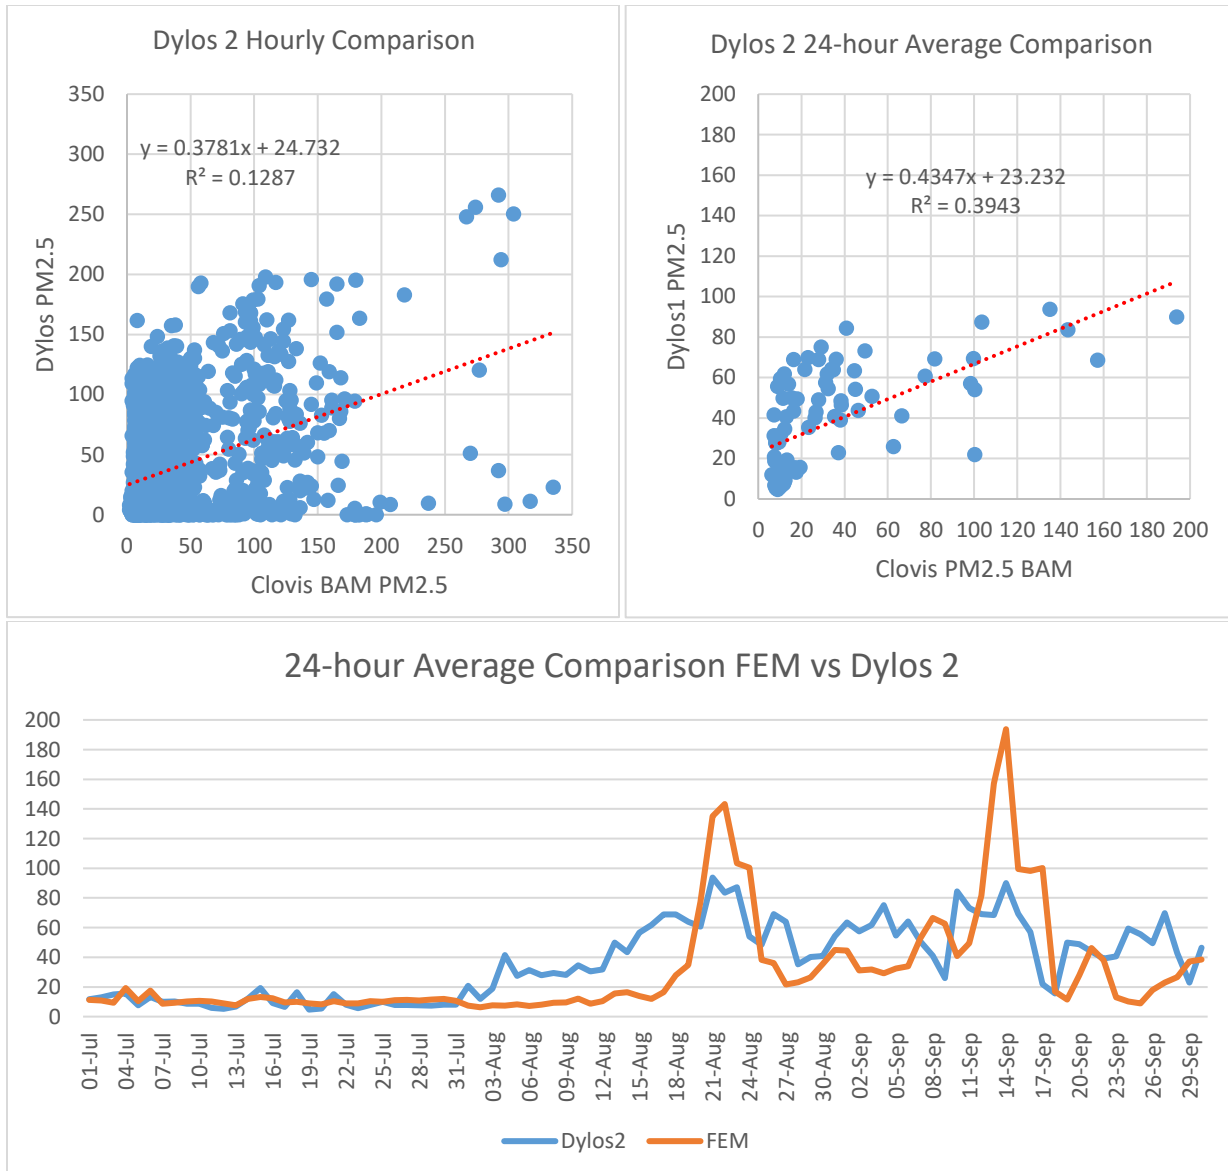 Dylos 2 Hourly Comparison
350
300
250
200
150
100
50
0
DYlos PM2.5
y = 0.3781x + 24.732
R² = 0.1287
0 50 100 150 200 250 300 350
Clovis BAM PM2.5
Dylos 2 24-hour Average Comparison
200
180
160
140
120
100
80
60
40
20
0
Dylos1 PM2.5
y = 0.4347x + 23.232
R² = 0.3943
0 20 40 60 80 100 120 140 160 180 200
Clovis PM2.5 BAM
24-hour Average Comparison FEM vs Dylos 2
200
180
160
140
120
100
80
60
40
20
0
01-Jul 04-Jul 07-Jul 10-Jul 13-Jul 16-Jul 19-Jul 22-Jul 25-Jul 28-Jul 31-Jul 03-Aug 06-Aug 09-Aug 12-Aug 15-Aug 18-Aug 21-Aug 24-Aug 27-Aug 30-Aug 02-Sep 05-Sep 08-Sep 11-Sep 14-Sep 17-Sep 20-Sep 23-Sep 26-Sep 29-Sep
Dylos2 FEM